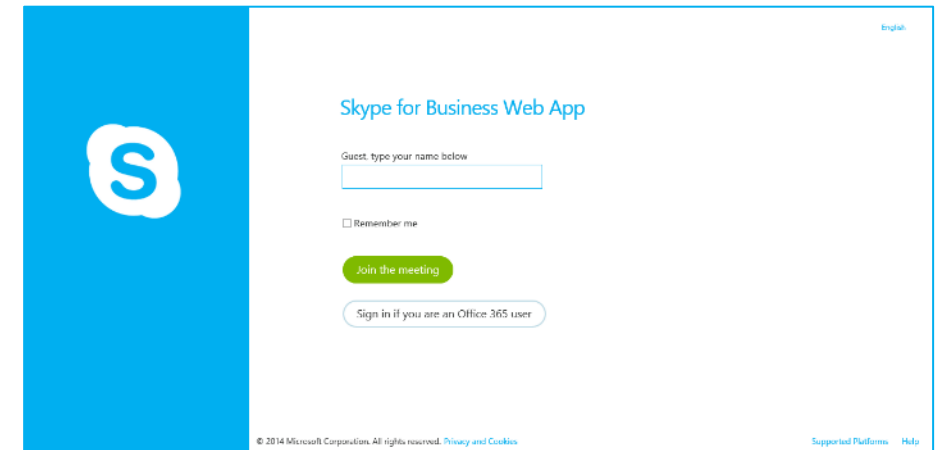 English
S
Skype for Business Web App
Guest, type your name below
Remember me
Join the meeting
Sign in if you are an Office 365 user
© 2014 Microsoft Corporation. All rights reserved. Privacy and Cookies
Supported Platforms Help